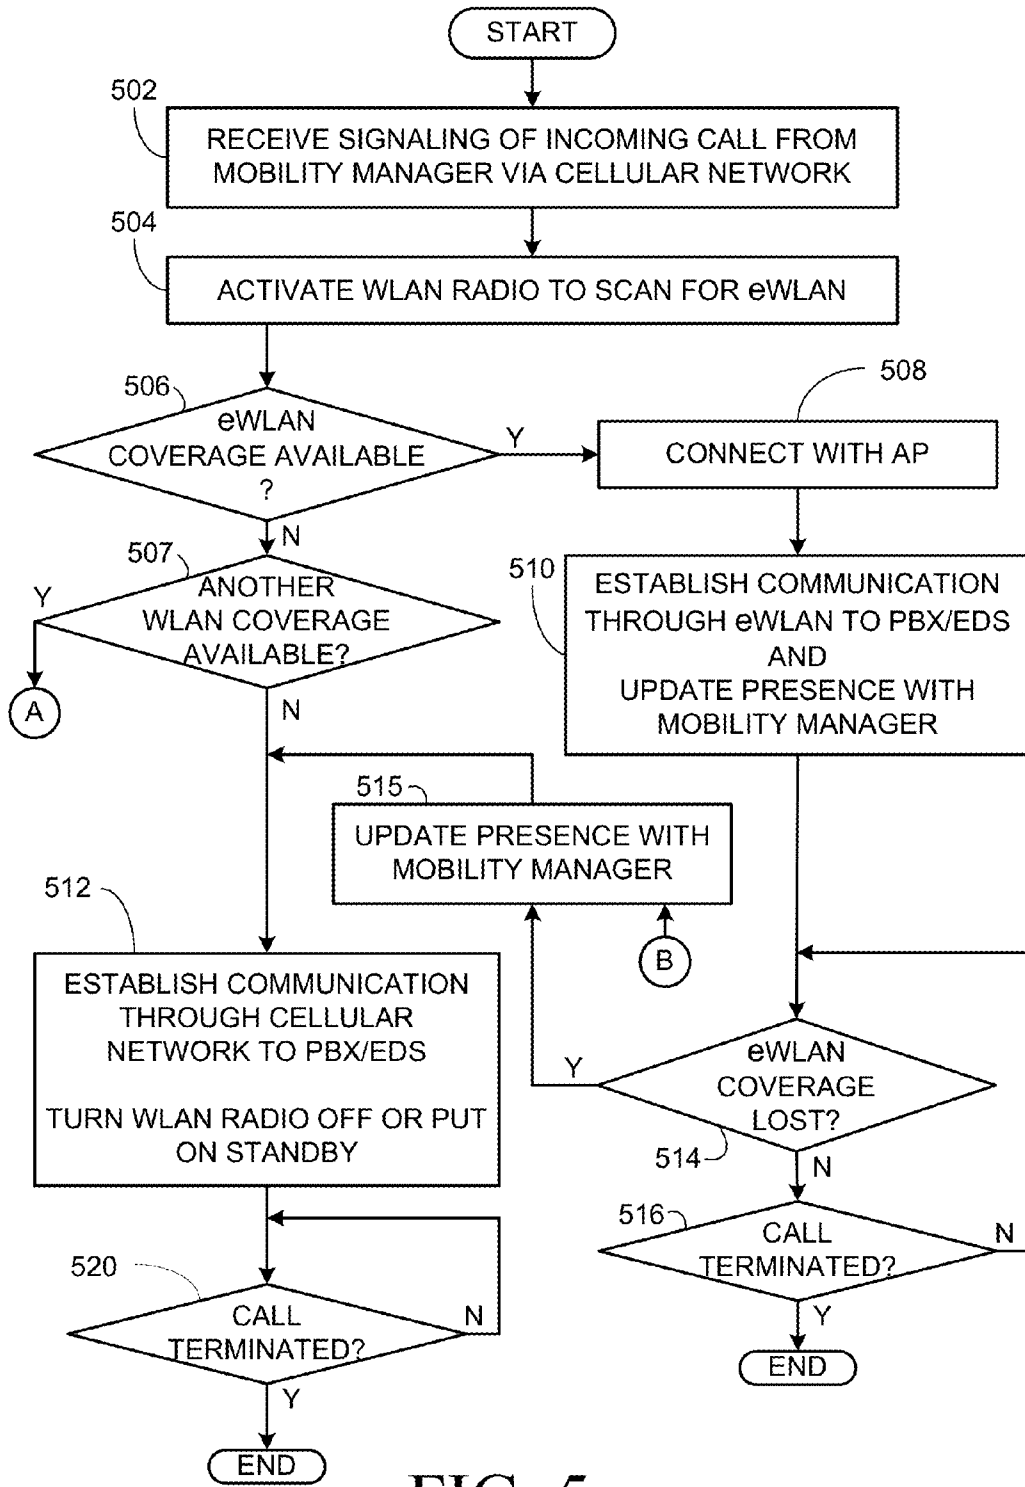 START
502
RECEIVE SIGNALING OF INCOMING CALL FROM
MOBILITY MANAGER VIA CELLULAR NETWORK
504
ACTIVATE WLAN RADIO TO SCAN FOR eWLAN
506
eWLAN
COVERAGE AVAILABLE
?
Y
508
CONNECT WITH AP
N
507
ANOTHER
WLAN COVERAGE
AVAILABLE?
Y
A
N
510
ESTABLISH COMMUNICATION
THROUGH eWLAN TO PBX/EDS
AND
UPDATE PRESENCE WITH
MOBILITY MANAGER
515
UPDATE PRESENCE WITH
MOBILITY MANAGER
B
512
ESTABLISH COMMUNICATION
THROUGH CELLULAR
NETWORK TO PBX/EDS
TURN WLAN RADIO OFF OR PUT
ON STANDBY
eWLAN
COVERAGE
LOST?
Y
514
N
516
CALL
TERMINATED?
N
Y
END
520
CALL
TERMINATED?
N
Y
END
FIG. 5